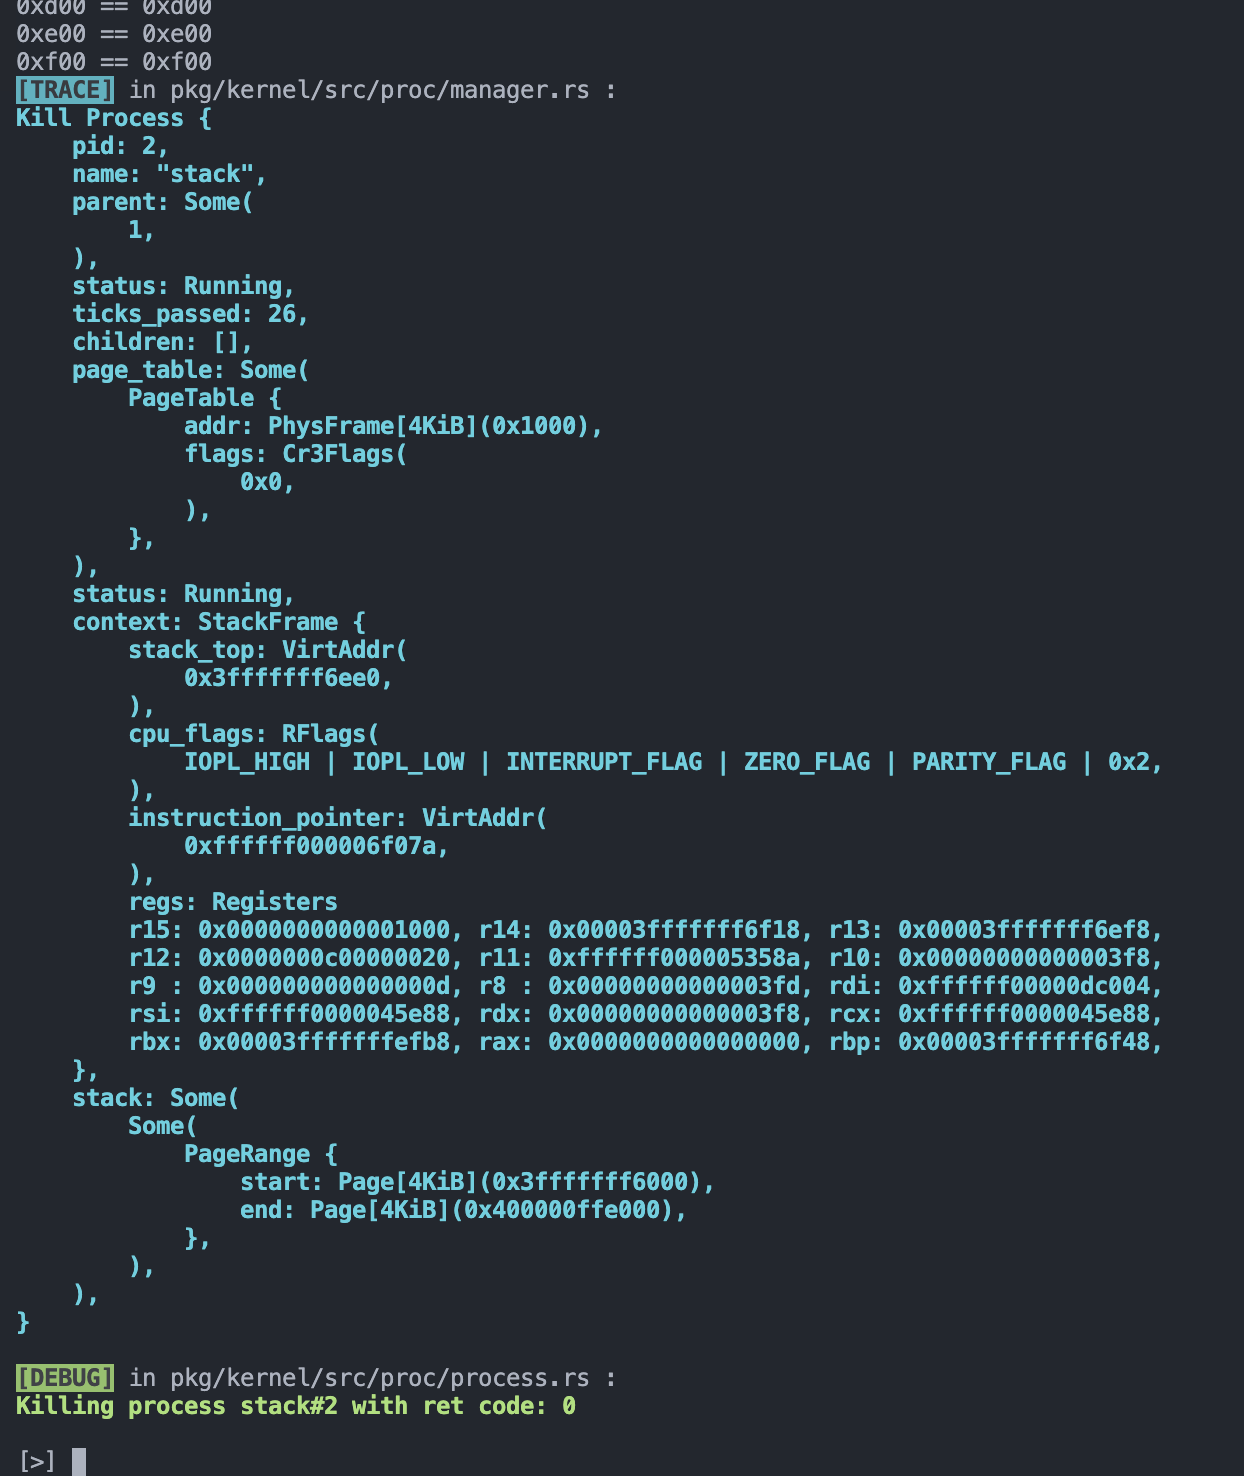 0xd00 == 0xd00
0xe00 == 0xe00
0xf00 == 0xf00
[TRACE] in pkg/kernel/src/proc/manager.rs :
Kill Process {
    pid: 2,
    name: "stack",
    parent: Some(
        1,
    ),
    status: Running,
    ticks_passed: 26,
    children: [],
    page_table: Some(
        PageTable {
            addr: PhysFrame[4KiB](0x1000),
            flags: Cr3Flags(
                0x0,
            ),
        },
    ),
    status: Running,
    context: StackFrame {
        stack_top: VirtAddr(
            0x3fffffff6ee0,
        ),
        cpu_flags: RFlags(
            IOPL_HIGH | IOPL_LOW | INTERRUPT_FLAG | ZERO_FLAG | PARITY_FLAG | 0x2,
        ),
        instruction_pointer: VirtAddr(
            0xffffff000006f07a,
        ),
        regs: Registers
        r15: 0x0000000000001000, r14: 0x00003fffffff6f18, r13: 0x00003fffffff6ef8,
        r12: 0x0000000c00000020, r11: 0xffffff000005358a, r10: 0x00000000000003f8,
        r9 : 0x000000000000000d, r8 : 0x00000000000003fd, rdi: 0xffffff00000dc004,
        rsi: 0xffffff0000045e88, rdx: 0x00000000000003f8, rcx: 0xffffff0000045e88,
        rbx: 0x00003fffffffefb8, rax: 0x0000000000000000, rbp: 0x00003fffffff6f48,
    },
    stack: Some(
        Some(
            PageRange {
                start: Page[4KiB](0x3fffffff6000),
                end: Page[4KiB](0x400000ffe000),
            },
        ),
    ),
}
[DEBUG] in pkg/kernel/src/proc/process.rs :
Killing process stack#2 with ret code: 0
[>]